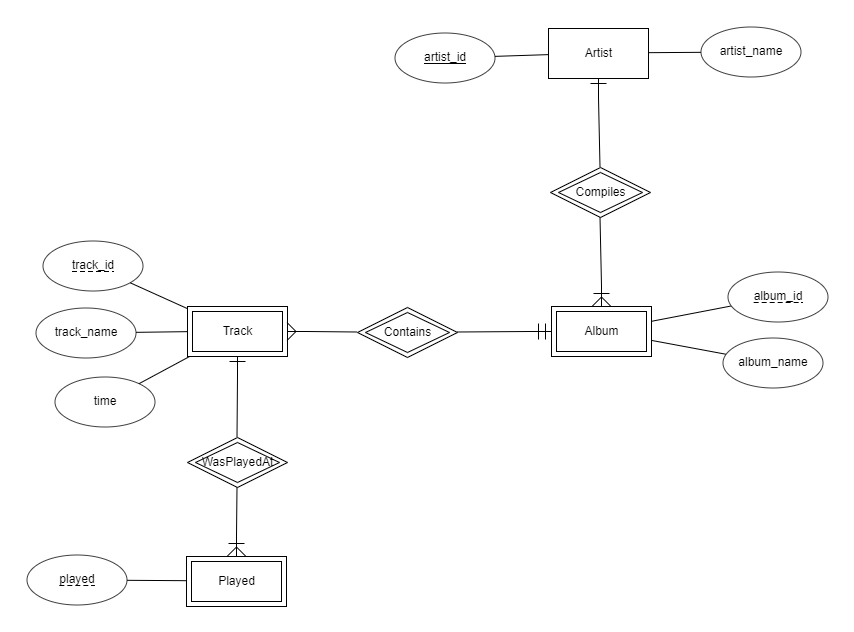 artist_id
Artist
artist_name
Compiles
track_id
track_name
Track
time
Contains
Album
album_id
album_name
WasPlayedAt
played
Played